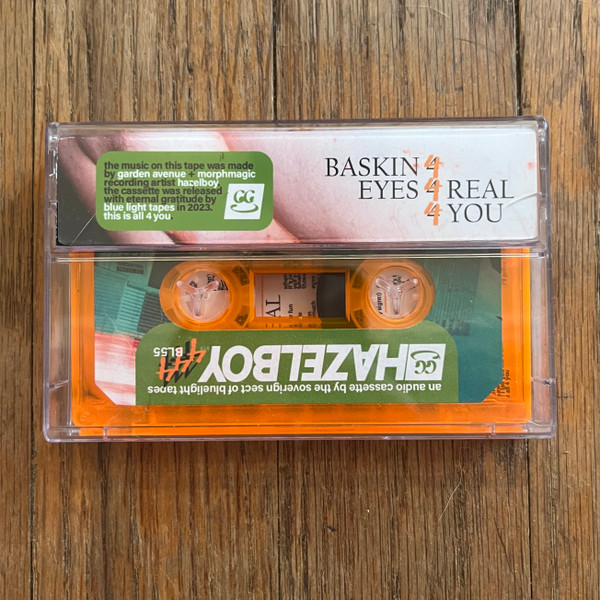 the music on this tape was made
by garden avenue + morphmagic
recording artist hazelboy.
the cassette was released
with eternal gratitude by
blue light tapes in 2023.
this is all 4 you.
GG
BASKIN 4
EYES 4 REAL
4 YOU
an audio cassette by the soverign sect of bluelight tapes
GG HAZELBOY 444
BL55